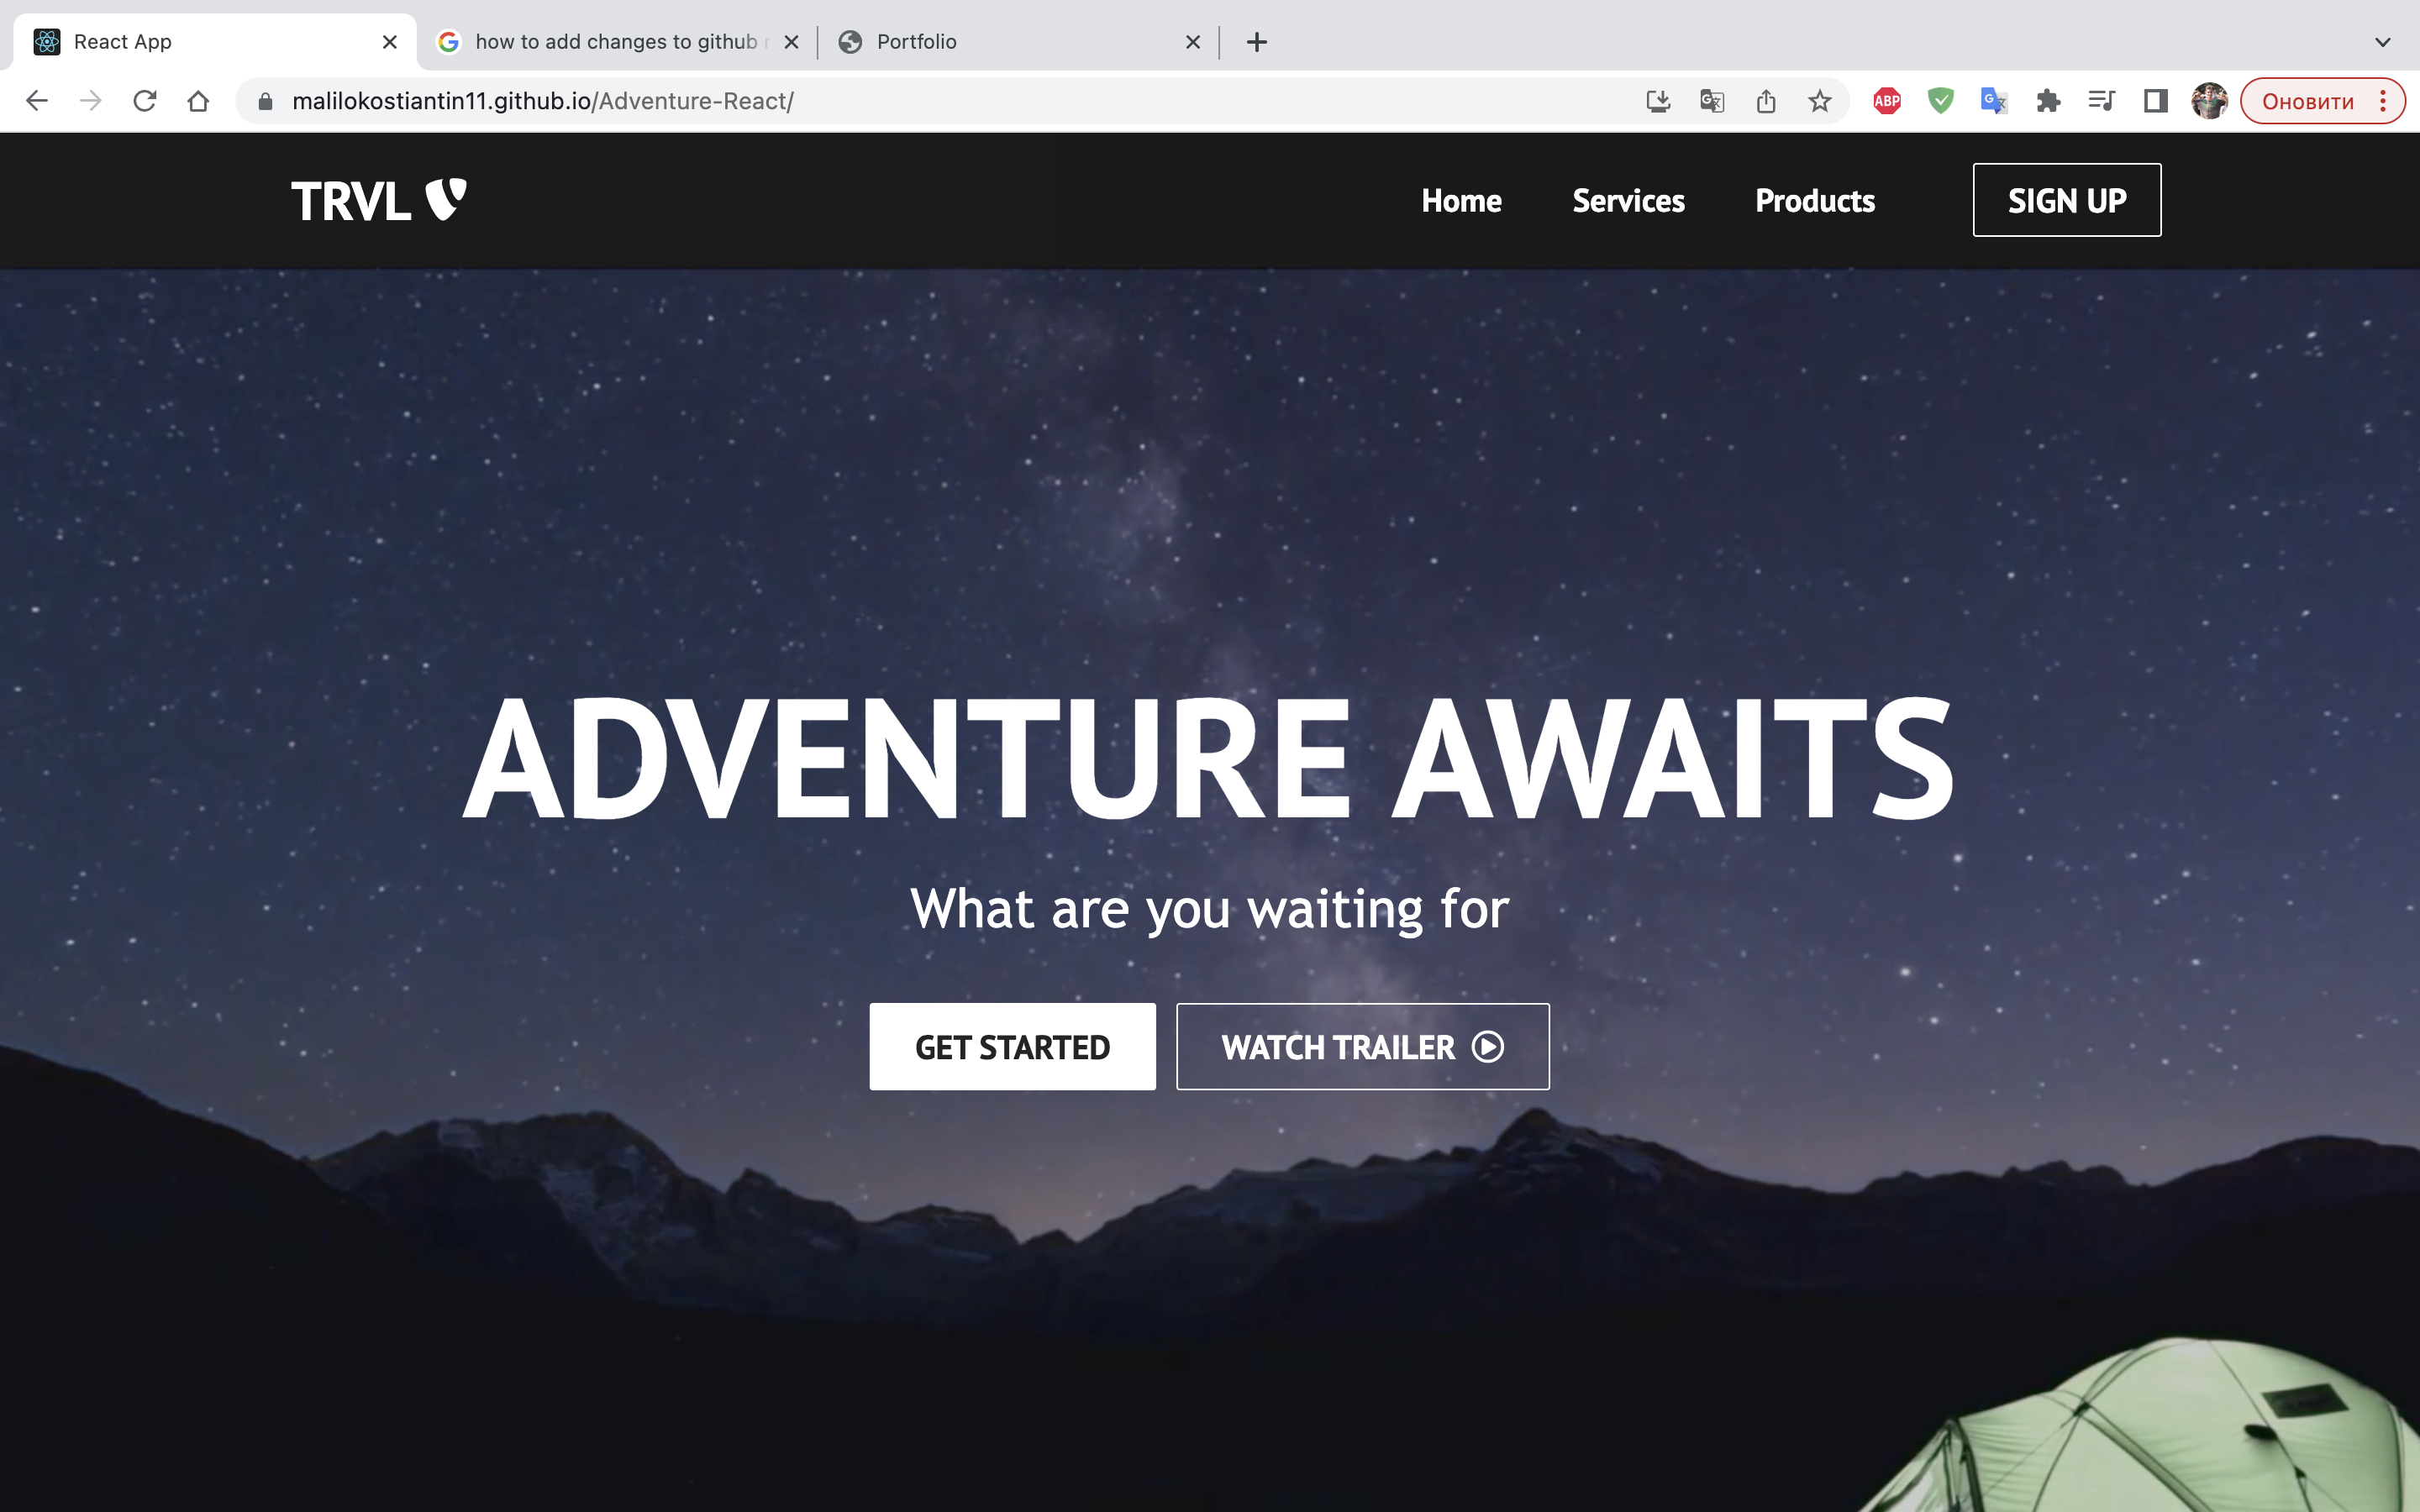 React App
how to add changes to github
Portfolio
malilokostiantin11.github.io/Adventure-React/
ABP
Оновити
TRVL
Home
Services
Products
SIGN UP
ADVENTURE AWAITS
What are you waiting for
GET STARTED
WATCH TRAILER